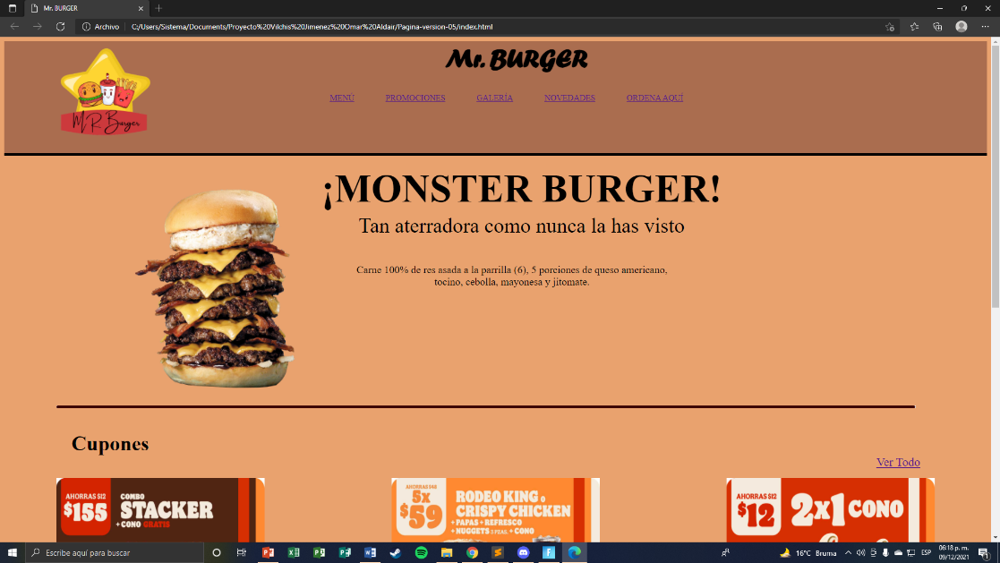 Mr. BURGER
Archivo
C:/Users/Sistema/Documents/Proyecto%20Vilchis%20Jimenez%20Omar%20Aldair/Pagina-version-05/index.html
Mr. BURGER
MR Burger
MENÚ PROMOCIONES GALERÍA NOVEDADES ORDENA AQUÍ
¡MONSTER BURGER!
Tan aterradora como nunca la has visto
Carne 100% de res asada a la parrilla (6), 5 porciones de queso americano,
tocino, cebolla, mayonesa y jitomate.
Cupones
Ver Todo
AHORRAS $12
$155
COMBO
STACKER
+ CONO GRATIS
AHORRAS $48
5x
$59
RODEO KING o
CRISPY CHICKEN
+ PAPAS + REFRESCO
+ NUGGETS 3 PZAS. + CONO
AHORRAS $12
$12
2x1 CONO
Escribe aquí para buscar
16°C Bruma
ESP
06:18 p. m.
09/12/2021